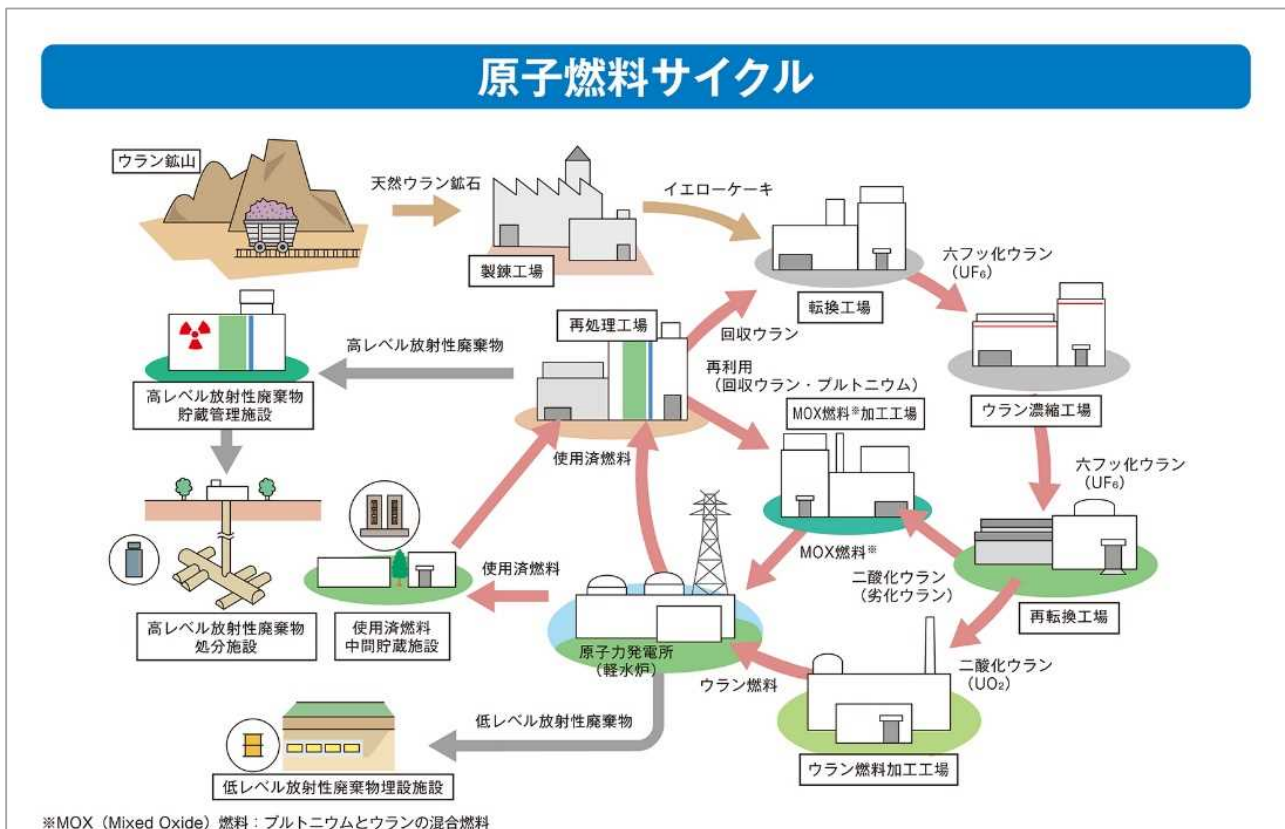 原子燃料サイクル
ウラン鉱山
天然ウラン鉱石
製錬工場
イエローケーキ
転換工場
六フッ化ウラン
（UF₆）
ウラン濃縮工場
六フッ化ウラン
（UF₆）
再転換工場
再処理工場
回収ウラン
再利用
（回収ウラン・プルトニウム）
MOX燃料※加工工場
高レベル放射性廃棄物
高レベル放射性廃棄物
貯蔵管理施設
高レベル放射性廃棄物
処分施設
使用済燃料
使用済燃料
使用済燃料
中間貯蔵施設
MOX燃料※
二酸化ウラン
（劣化ウラン）
二酸化ウラン
（UO₂）
原子力発電所
（軽水炉）
ウラン燃料
ウラン燃料加工工場
低レベル放射性廃棄物
低レベル放射性廃棄物埋設施設
※MOX（Mixed Oxide）燃料：プルトニウムとウランの混合燃料